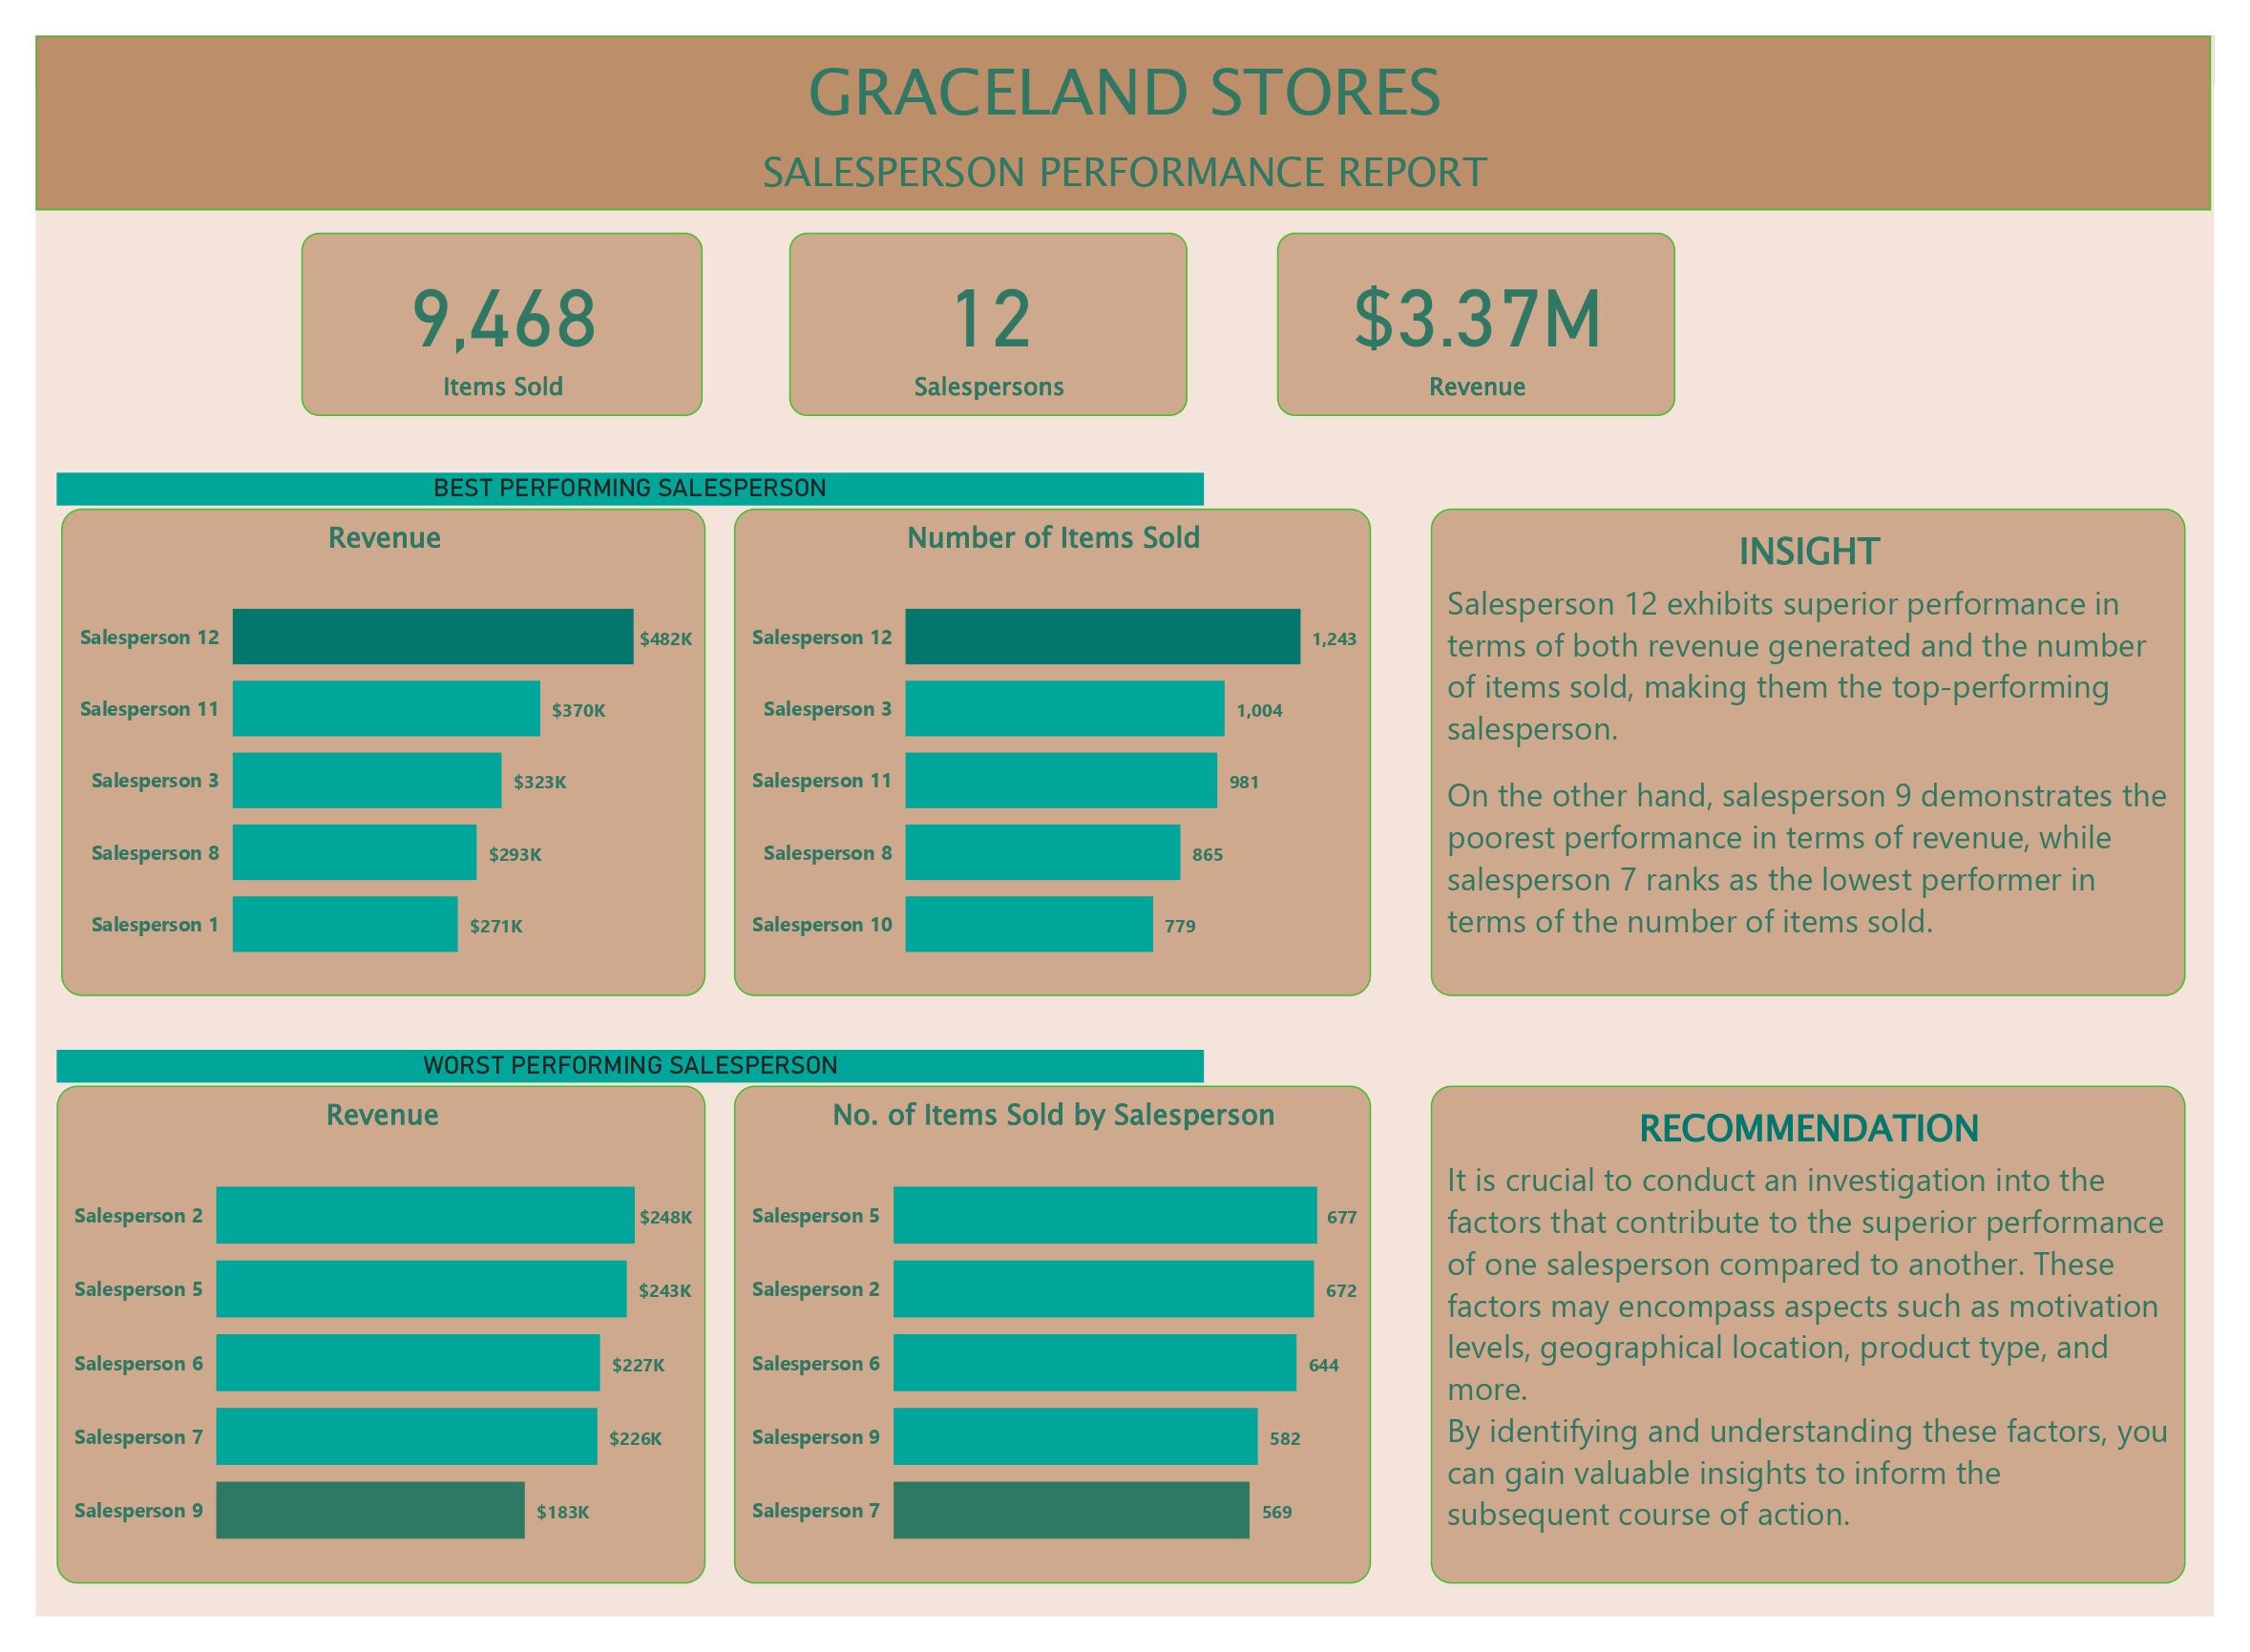 GRACELAND STORES
SALESPERSON PERFORMANCE REPORT
9,468
Items Sold
12
Salespersons
$3.37M
Revenue
BEST PERFORMING SALESPERSON
Revenue
Salesperson 12 $482K
Salesperson 11 $370K
Salesperson 3 $323K
Salesperson 8 $293K
Salesperson 1 $271K
Number of Items Sold
Salesperson 12 1,243
Salesperson 3 1,004
Salesperson 11 981
Salesperson 8 865
Salesperson 10 779
INSIGHT
Salesperson 12 exhibits superior performance in
terms of both revenue generated and the number
of items sold, making them the top-performing
salesperson.
On the other hand, salesperson 9 demonstrates the
poorest performance in terms of revenue, while
salesperson 7 ranks as the lowest performer in
terms of the number of items sold.
WORST PERFORMING SALESPERSON
Revenue
Salesperson 2 $248K
Salesperson 5 $243K
Salesperson 6 $227K
Salesperson 7 $226K
Salesperson 9 $183K
No. of Items Sold by Salesperson
Salesperson 5 677
Salesperson 2 672
Salesperson 6 644
Salesperson 9 582
Salesperson 7 569
RECOMMENDATION
It is crucial to conduct an investigation into the
factors that contribute to the superior performance
of one salesperson compared to another. These
factors may encompass aspects such as motivation
levels, geographical location, product type, and
more.
By identifying and understanding these factors, you
can gain valuable insights to inform the
subsequent course of action.